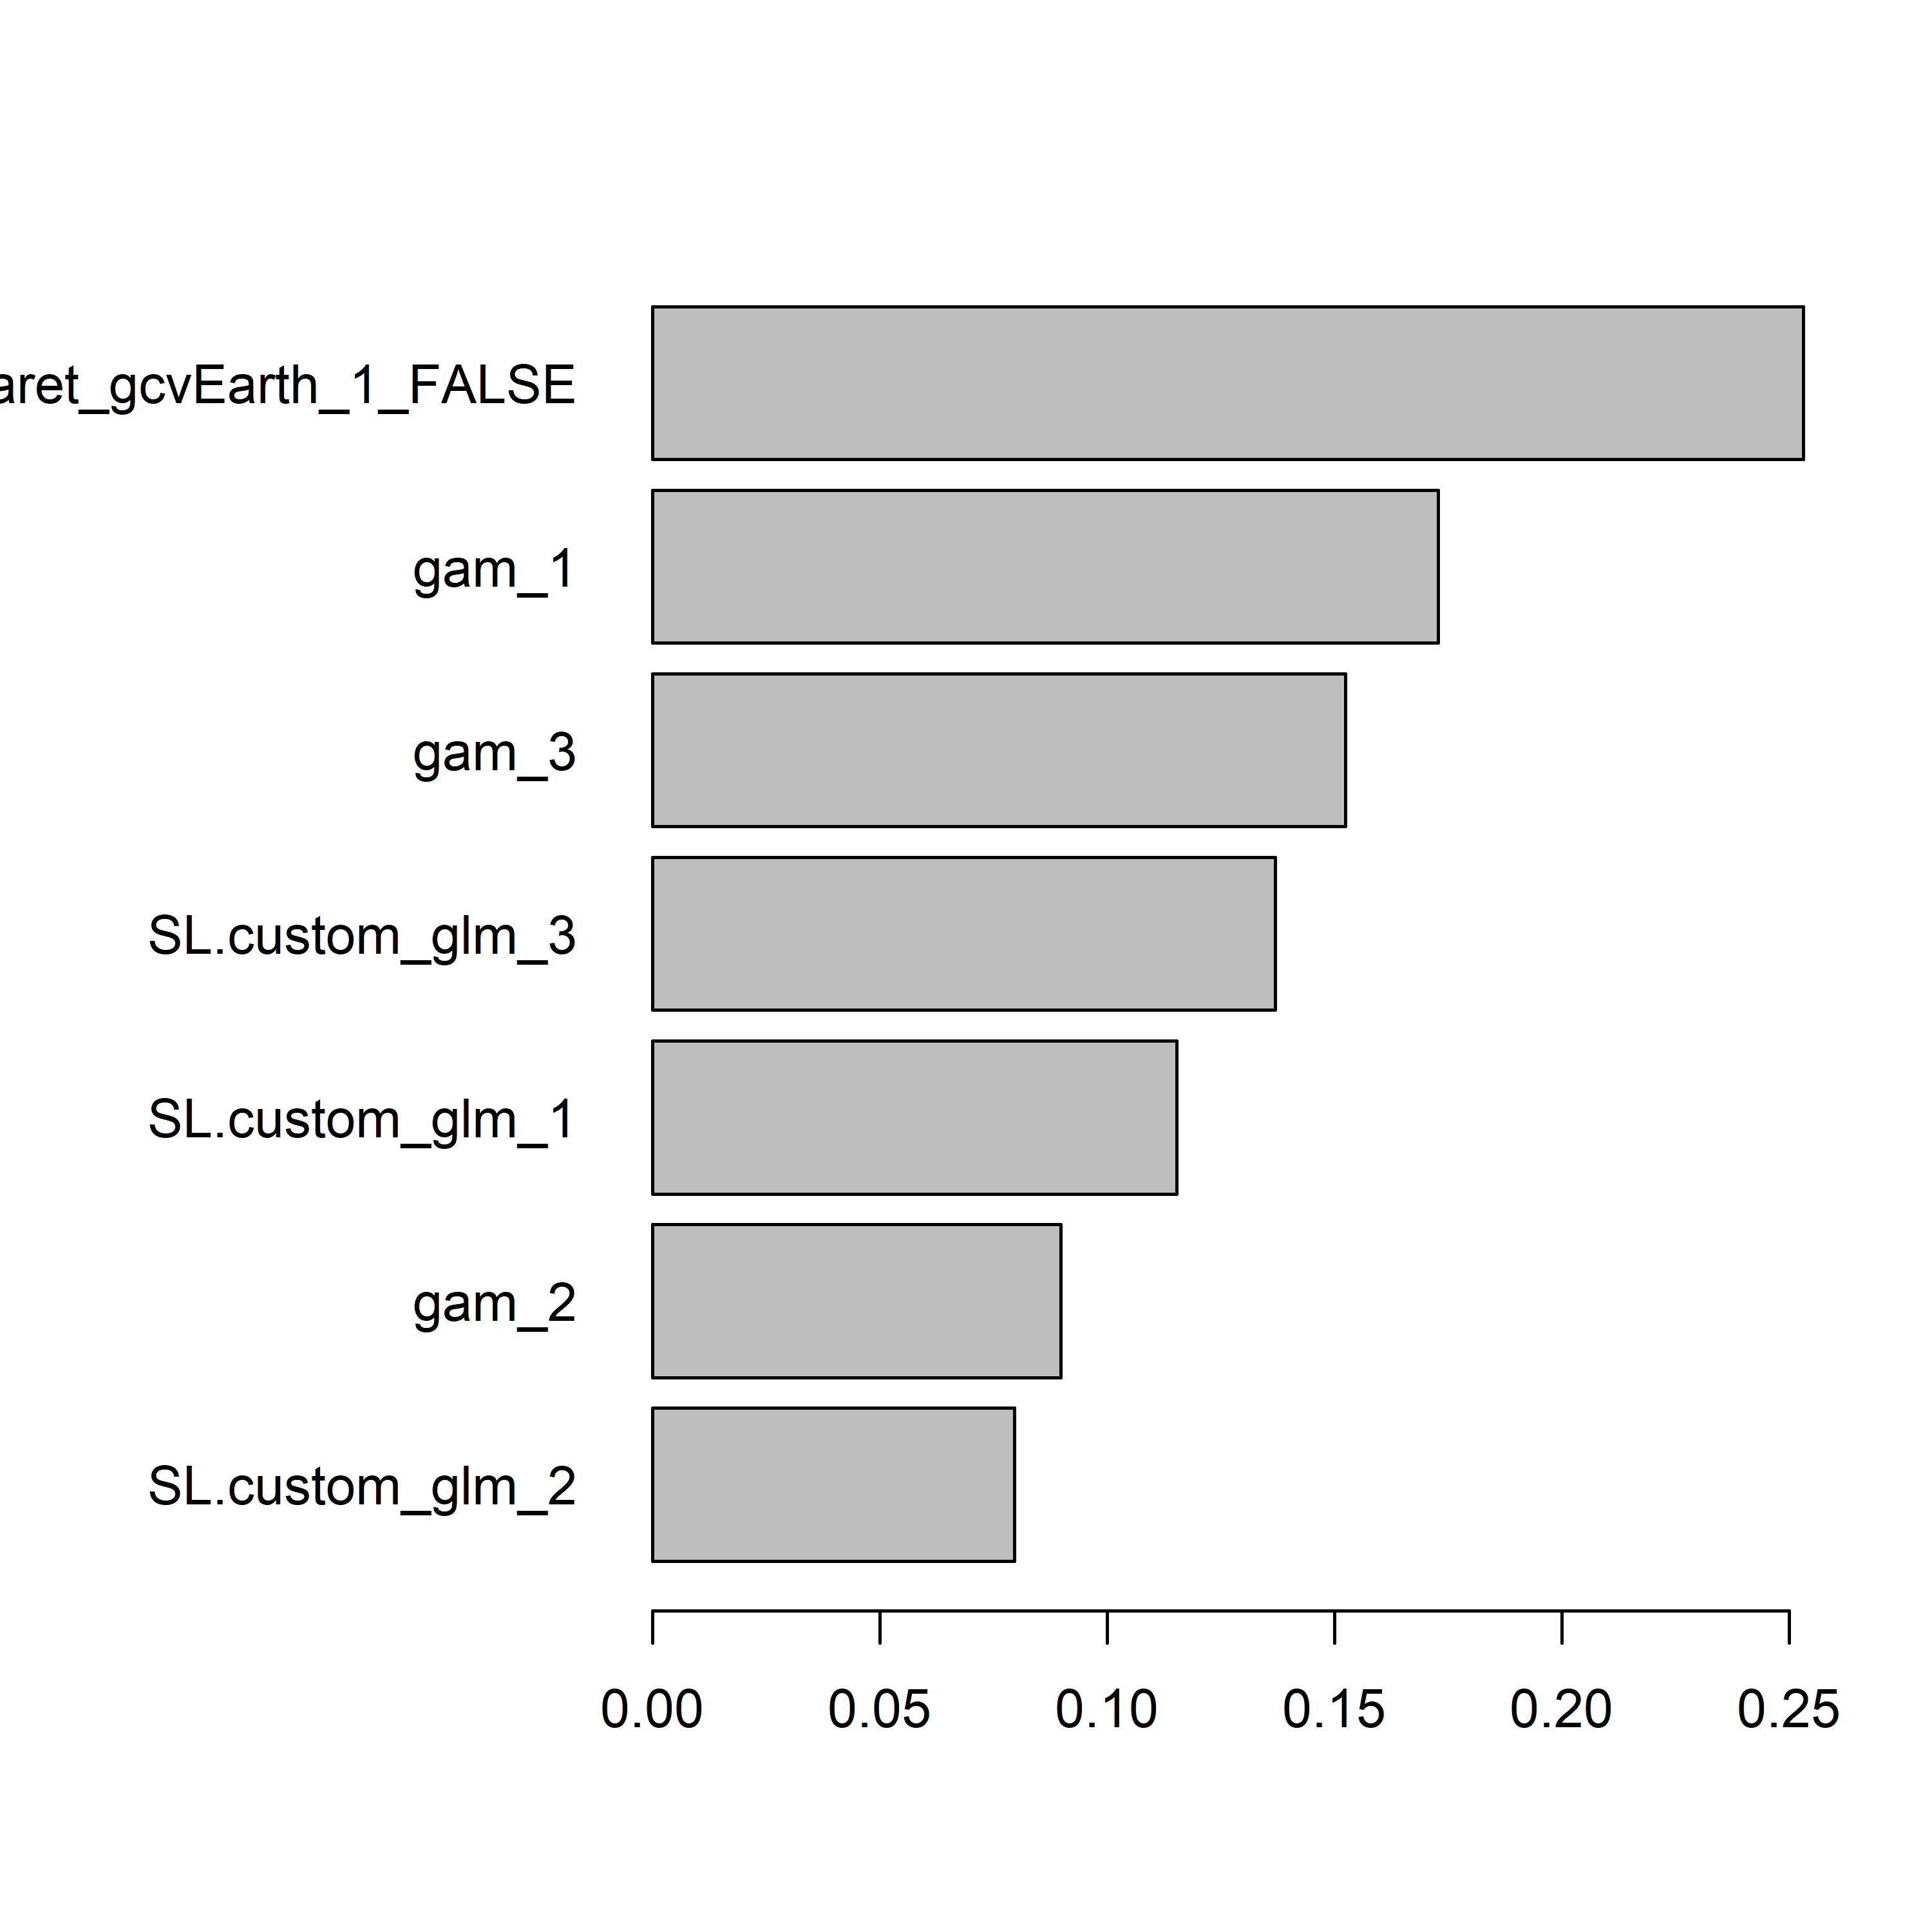 aret_gcvEarth_1_FALSE
gam_1
gam_3
SL.custom_glm_3
SL.custom_glm_1
gam_2
SL.custom_glm_2
0.00 0.05 0.10 0.15 0.20 0.25